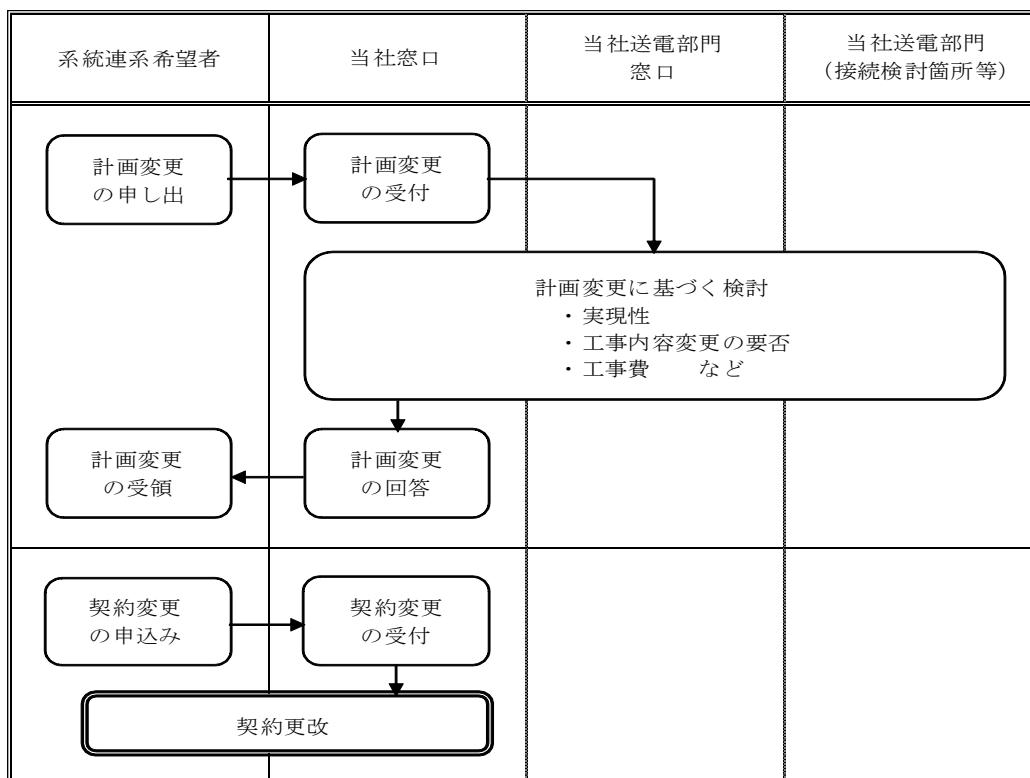 系統連系希望者
当社窓口
当社送電部門
窓口
当社送電部門
（接続検討箇所等）
計画変更
の申し出
計画変更
の受付
計画変更に基づく検討
・実現性
・工事内容変更の要否
・工事費　　など
計画変更
の受領
計画変更
の回答
契約変更
の申込み
契約変更
の受付
契約更改